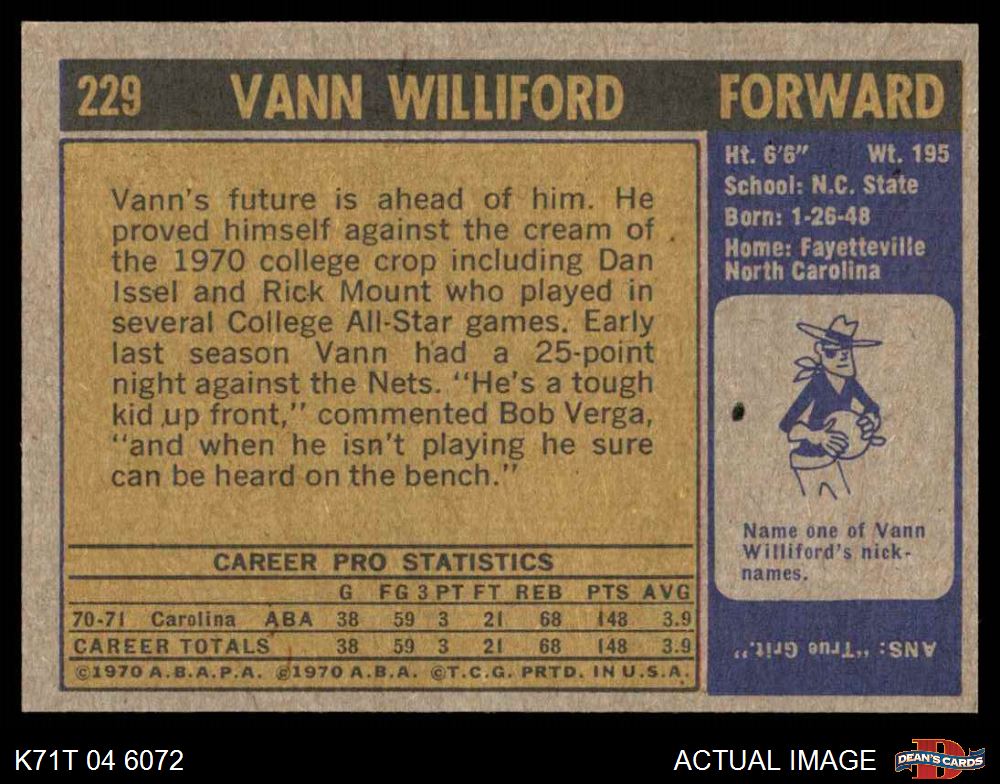 229 VANN WILLIFORD FORWARD
Vann's future is ahead of him. He
proved himself against the cream of
the 1970 college crop including Dan
Issel and Rick Mount who played in
several College All-Star games. Early
last season Vann had a 25-point
night against the Nets. "He's a tough
kid up front," commented Bob Verga,
"and when he isn't playing he sure
can be heard on the bench."
Ht. 6'6" Wt. 195
School: N.C. State
Born: 1-26-48
Home: Fayetteville
North Carolina
Name one of Vann
Williford's nick-
names.
ANS: "True Grit."
CAREER PRO STATISTICS
G FG 3 PT FT REB PTS AVG
70-71 Carolina ABA 38 59 3 21 68 148 3.9
CAREER TOTALS 38 59 3 21 68 148 3.9
©1970 A.B.A.P.A. ©1970 A.B.A. ©T.C.G. PRTD. IN U.S.A.
K71T 04 6072
ACTUAL IMAGE
D
DEAN'S CARDS